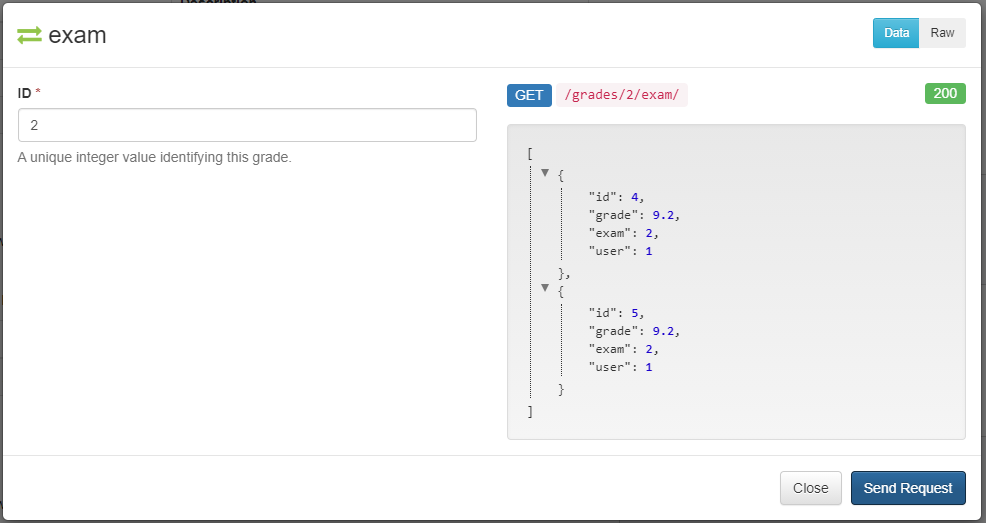 Description
exam
Data Raw
ID *
2
A unique integer value identifying this grade.
GET /grades/2/exam/ 200
[
{
"id": 4,
"grade": 9.2,
"exam": 2,
"user": 1
},
{
"id": 5,
"grade": 9.2,
"exam": 2,
"user": 1
}
]
Close Send Request